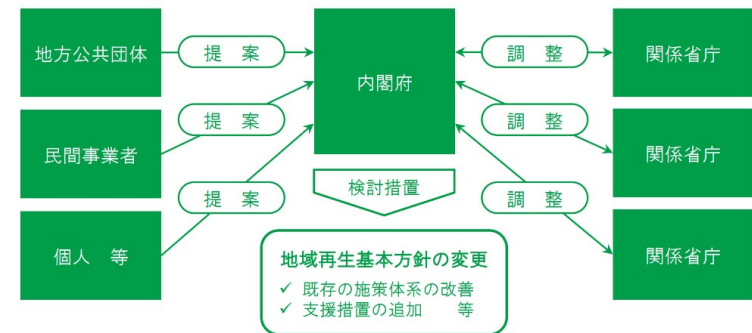 地方公共団体
提 案
内閣府
調 整
関係省庁
民間事業者
提 案
調 整
関係省庁
個人 等
提 案
検討措置
調 整
関係省庁
地域再生基本方針の変更
✓ 既存の施策体系の改善
✓ 支援措置の追加 等